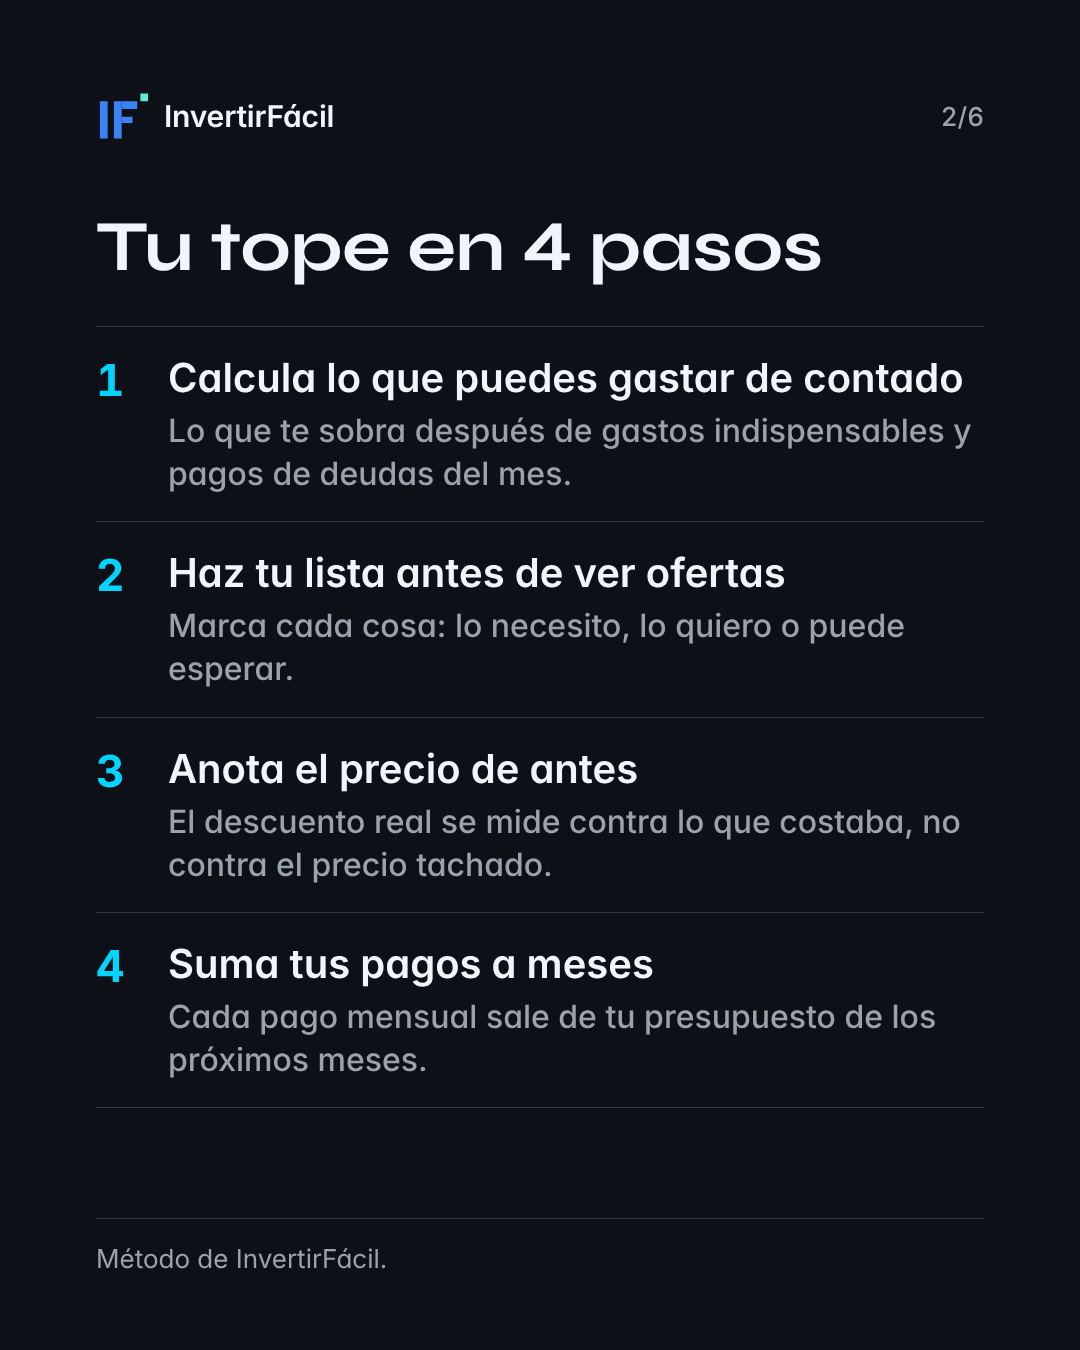 IF InvertirFácil
2/6
Tu tope en 4 pasos
1 Calcula lo que puedes gastar de contado
Lo que te sobra después de gastos indispensables y
pagos de deudas del mes.
2 Haz tu lista antes de ver ofertas
Marca cada cosa: lo necesito, lo quiero o puede
esperar.
3 Anota el precio de antes
El descuento real se mide contra lo que costaba, no
contra el precio tachado.
4 Suma tus pagos a meses
Cada pago mensual sale de tu presupuesto de los
próximos meses.
Método de InvertirFácil.